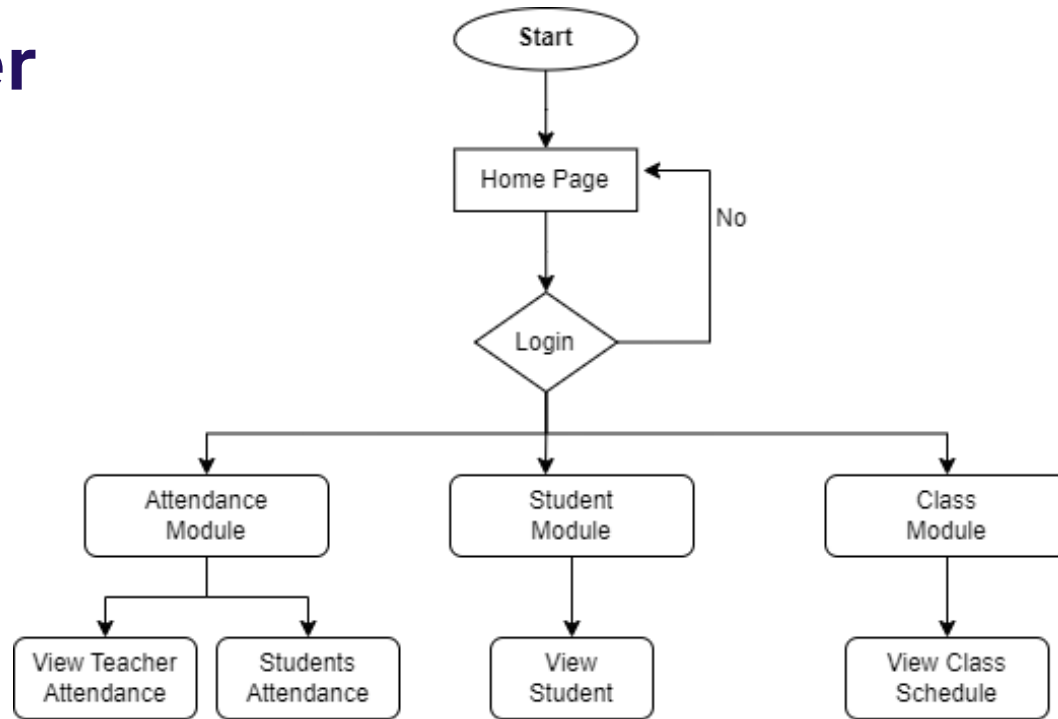 er
Start
Home Page
No
Login
Attendance
Module
Student
Module
Class
Module
View Teacher
Attendance
Students
Attendance
View
Student
View Class
Schedule